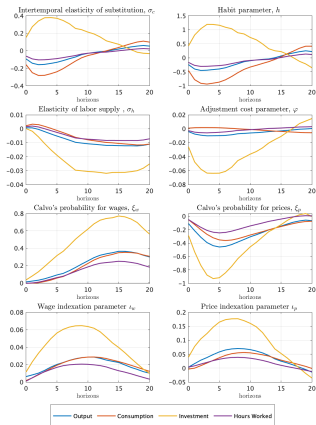 Intertemporal elasticity of substitution, σc
Habit parameter, h
0.4
0.2
0
-0.2
-0.4
0 5 10 15 20
horizons
1.5
1
0.5
0
-0.5
-1
0 5 10 15 20
horizons
Elasticity of labor supply , σh
Adjustment cost parameter, φ
0.01
0
-0.01
-0.02
-0.03
-0.04
0 5 10 15 20
horizons
0.02
0
-0.02
-0.04
-0.06
-0.08
0 5 10 15 20
horizons
Calvo's probability for wages, ξw
Calvo's probability for prices, ξp
0.8
0.6
0.4
0.2
0
0 5 10 15 20
horizons
0
-0.2
-0.4
-0.6
-0.8
-1
0 5 10 15 20
horizons
Wage indexation parameter ιw
Price indexation parameter ιp
0.08
0.06
0.04
0.02
0
0 5 10 15 20
horizons
0.2
0.15
0.1
0.05
0
-0.05
0 5 10 15 20
horizons
Output Consumption Investment Hours Worked